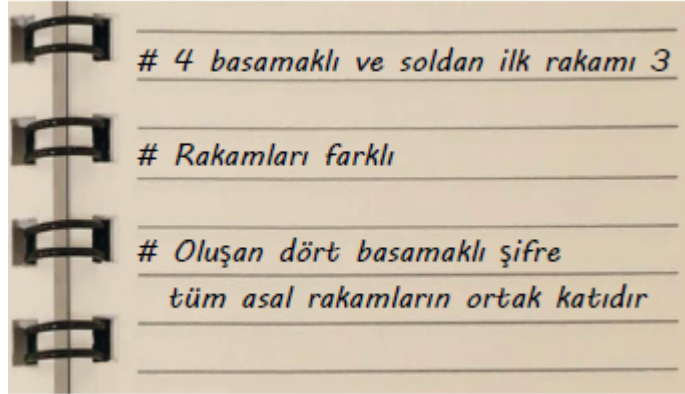 # 4 basamaklı ve soldan ilk rakamı 3
# Rakamları farklı
# Oluşan dört basamaklı şifre
tüm asal rakamların ortak katıdır